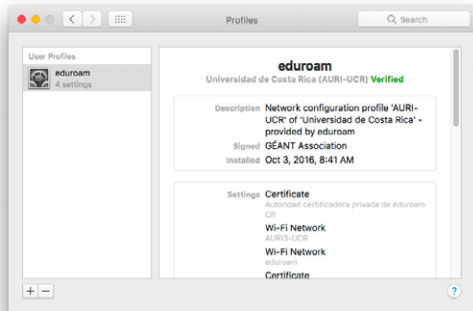 Profiles
Search
User Profiles
eduroam
4 settings
eduroam
Universidad de Costa Rica (AURI-UCR) Verified
Description Network configuration profile 'AURI-
UCR' of 'Universidad de Costa Rica' -
provided by eduroam
Signed GÉANT Association
Installed Oct 3, 2016, 8:41 AM
Settings Certificate
Autoridad certificadora privada de eduroam
CR
Wi-Fi Network
AURI3-UCR
Wi-Fi Network
eduroam
Certificate
+ −
?